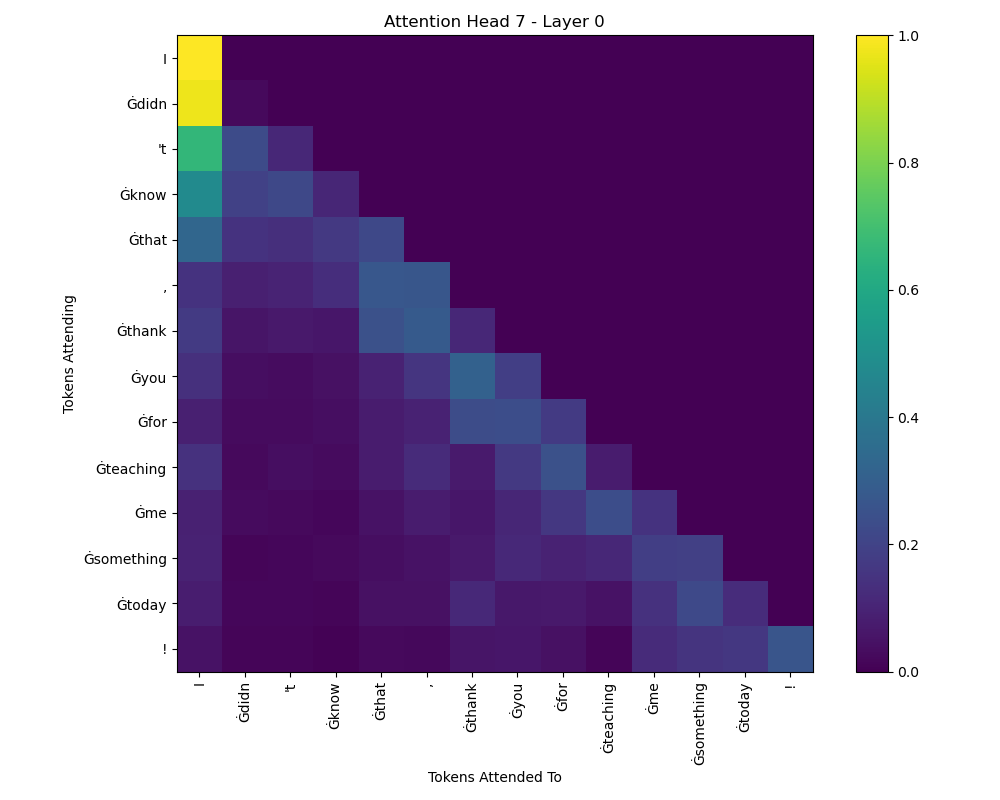 Attention Head 7 - Layer 0
Tokens Attending
I
Ġdidn
't
Ġknow
Ġthat
,
Ġthank
Ġyou
Ġfor
Ġteaching
Ġme
Ġsomething
Ġtoday
!
I
Ġdidn
't
Ġknow
Ġthat
,
Ġthank
Ġyou
Ġfor
Ġteaching
Ġme
Ġsomething
Ġtoday
!
Tokens Attended To
1.0
0.8
0.6
0.4
0.2
0.0